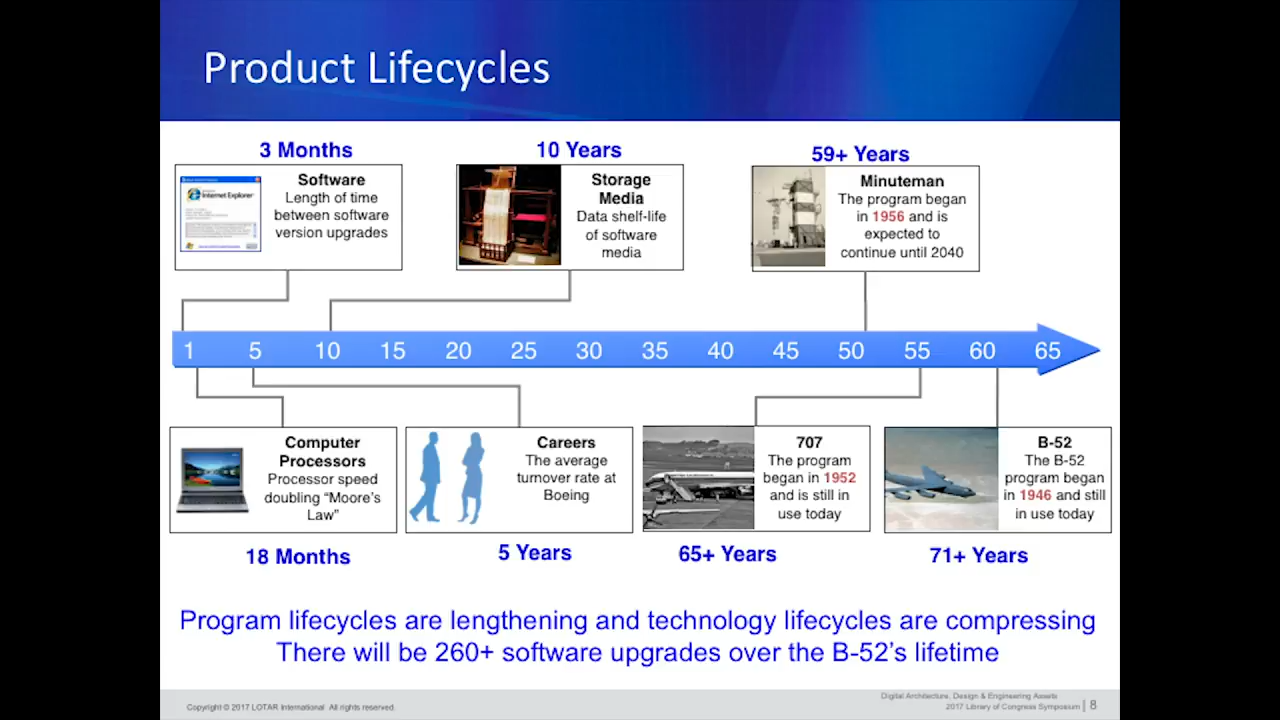 Product Lifecycles
3 Months
Software
Length of time
between software
version upgrades
Internet Explorer
10 Years
Storage
Media
Data shelf-life
of software
media
59+ Years
Minuteman
The program began
in 1956 and is
expected to
continue until 2040
1 5 10 15 20 25 30 35 40 45 50 55 60 65
Computer
Processors
Processor speed
doubling “Moore’s
Law”
18 Months
Careers
The average
turnover rate at
Boeing
5 Years
707
The program
began in 1952
and is still in
use today
65+ Years
B-52
The B-52
program began
in 1946 and still
in use today
71+ Years
Program lifecycles are lengthening and technology lifecycles are compressing
There will be 260+ software upgrades over the B-52’s lifetime
Copyright © 2017 LOTAR International All rights reserved.
Digital Architecture, Design & Engineering Assets
2017 Library of Congress Symposium | 8